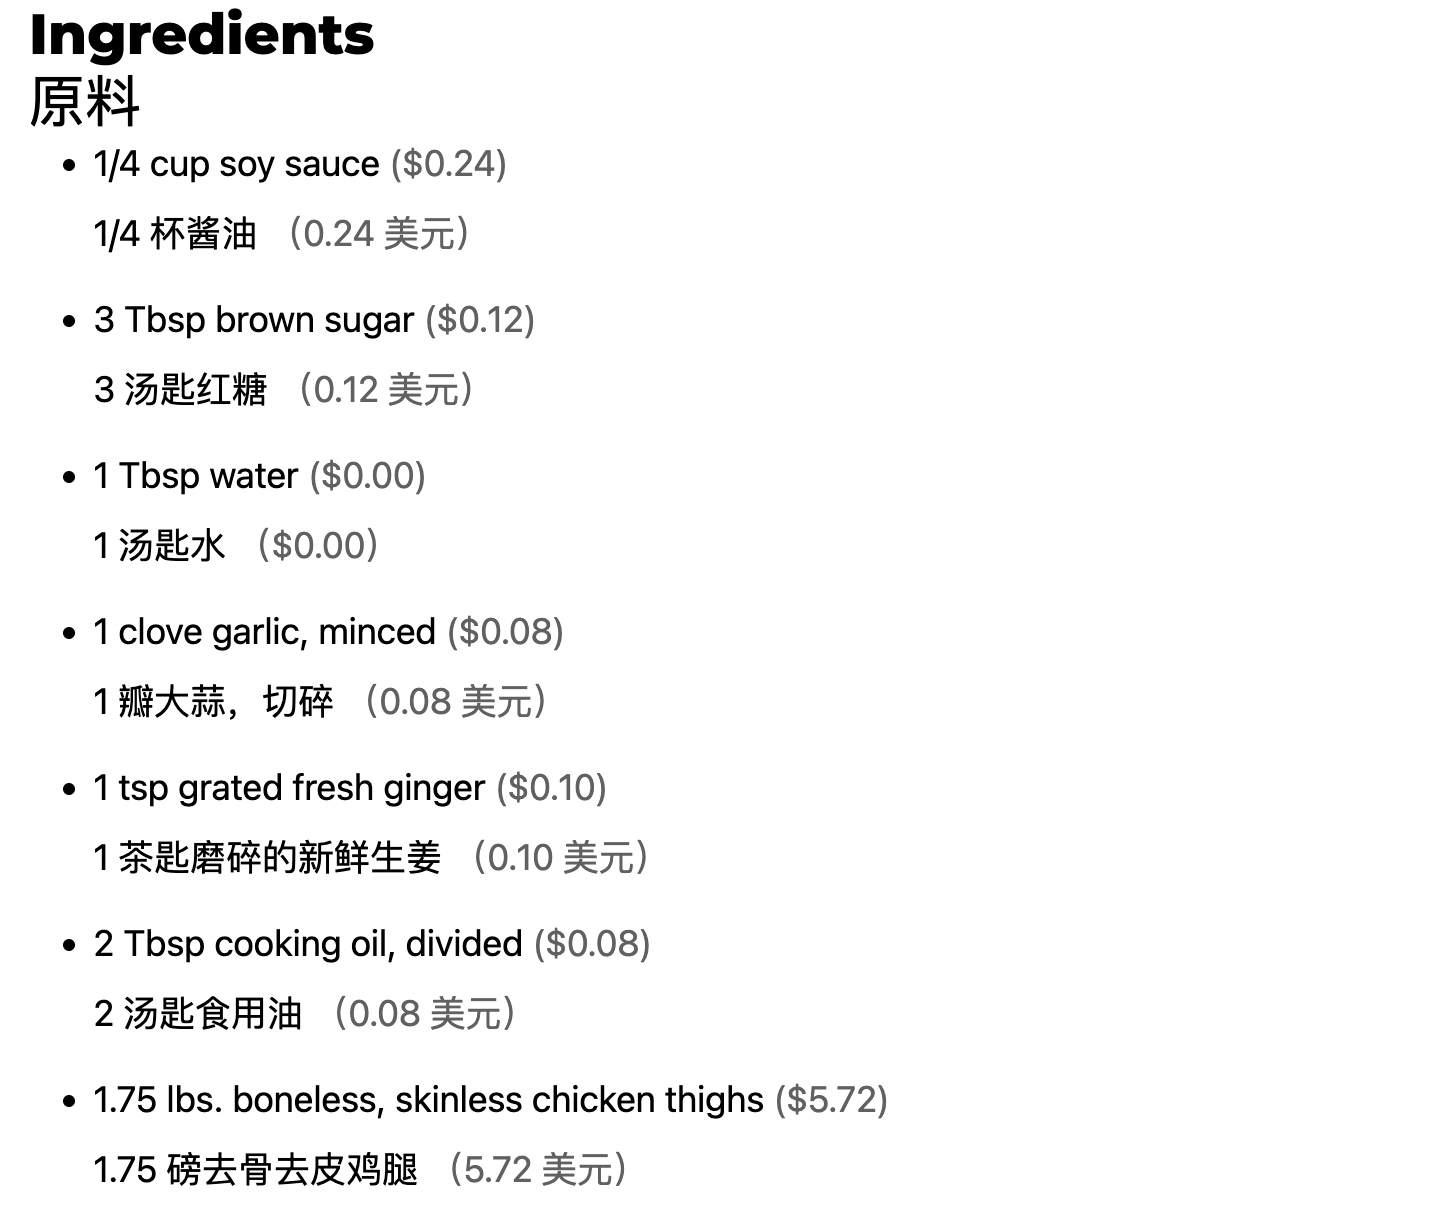 Ingredients
原料
• 1/4 cup soy sauce ($0.24)
1/4 杯酱油 （0.24 美元）
• 3 Tbsp brown sugar ($0.12)
3 汤匙红糖 （0.12 美元）
• 1 Tbsp water ($0.00)
1 汤匙水 （$0.00）
• 1 clove garlic, minced ($0.08)
1 瓣大蒜，切碎 （0.08 美元）
• 1 tsp grated fresh ginger ($0.10)
1 茶匙磨碎的新鲜生姜 （0.10 美元）
• 2 Tbsp cooking oil, divided ($0.08)
2 汤匙食用油 （0.08 美元）
• 1.75 lbs. boneless, skinless chicken thighs ($5.72)
1.75 磅去骨去皮鸡腿 （5.72 美元）